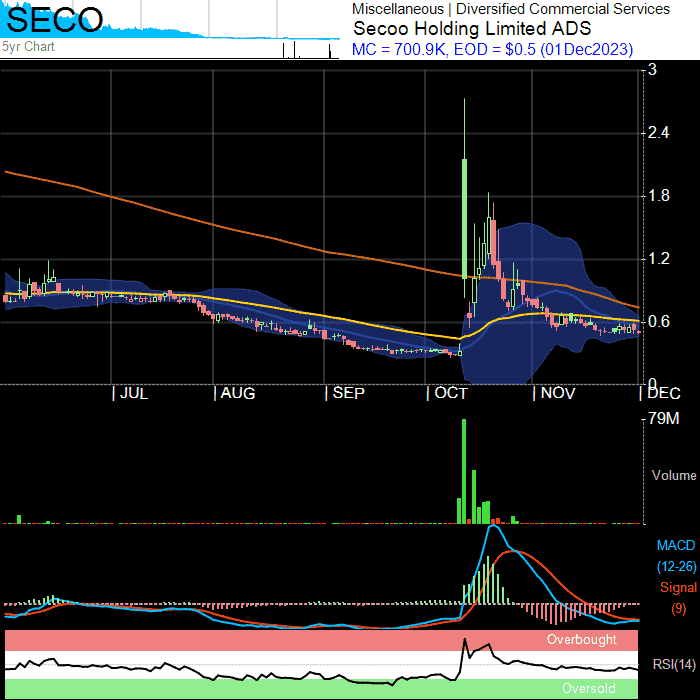 SECO
5yr Chart
Miscellaneous | Diversified Commercial Services
Secoo Holding Limited ADS
MC = 700.9K, EOD = $0.5 (01Dec2023)
3
2.4
1.8
1.2
0.6
0
| JUL
| AUG
| SEP
| OCT
| NOV
| DEC
79M
Volume
MACD
(12-26)
Signal
(9)
Overbought
RSI(14)
Oversold